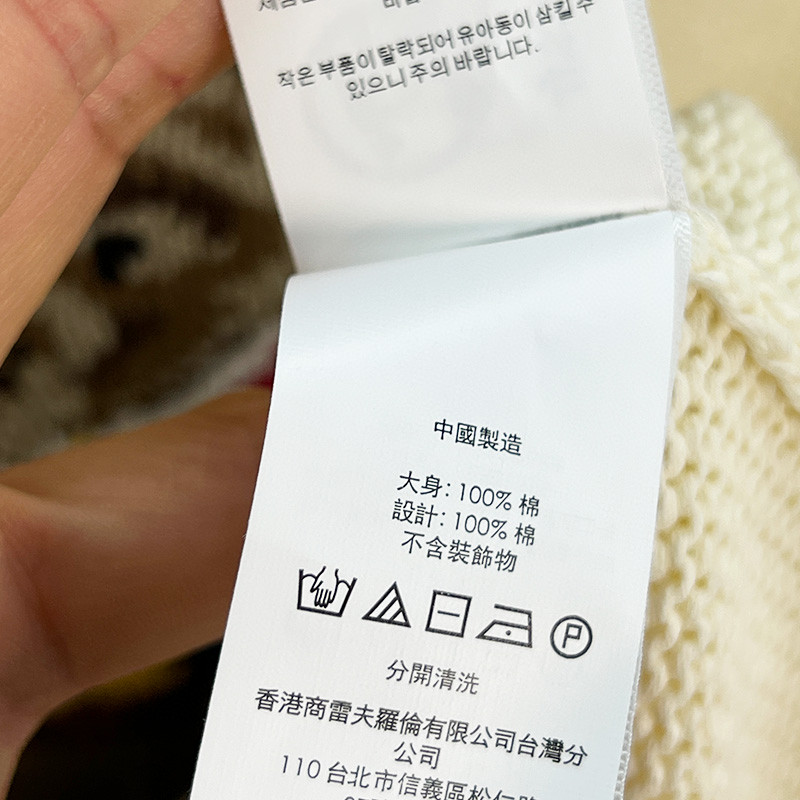 작은 부품이 탈락되어 유아동이 삼킬 수
있으니 주의 바랍니다.
中國製造
大身: 100% 棉
設計: 100% 棉
不含裝飾物
P
分開清洗
香港商雷夫羅倫有限公司台灣分
公司
110 台北市信義區松仁路